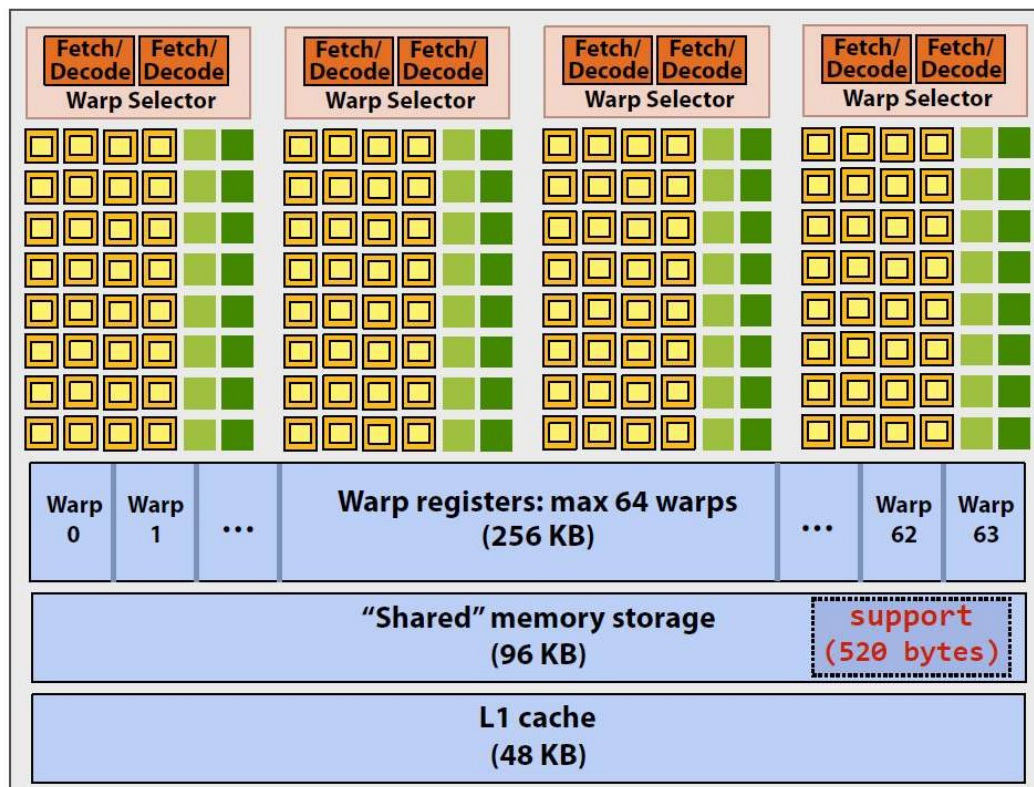 Fetch/ Fetch/
Decode Decode
Warp Selector
Fetch/ Fetch/
Decode Decode
Warp Selector
Fetch/ Fetch/
Decode Decode
Warp Selector
Fetch/ Fetch/
Decode Decode
Warp Selector
Warp
0
Warp
1
...
Warp registers: max 64 warps
(256 KB)
...
Warp
62
Warp
63
“Shared” memory storage
(96 KB)
support
(520 bytes)
L1 cache
(48 KB)